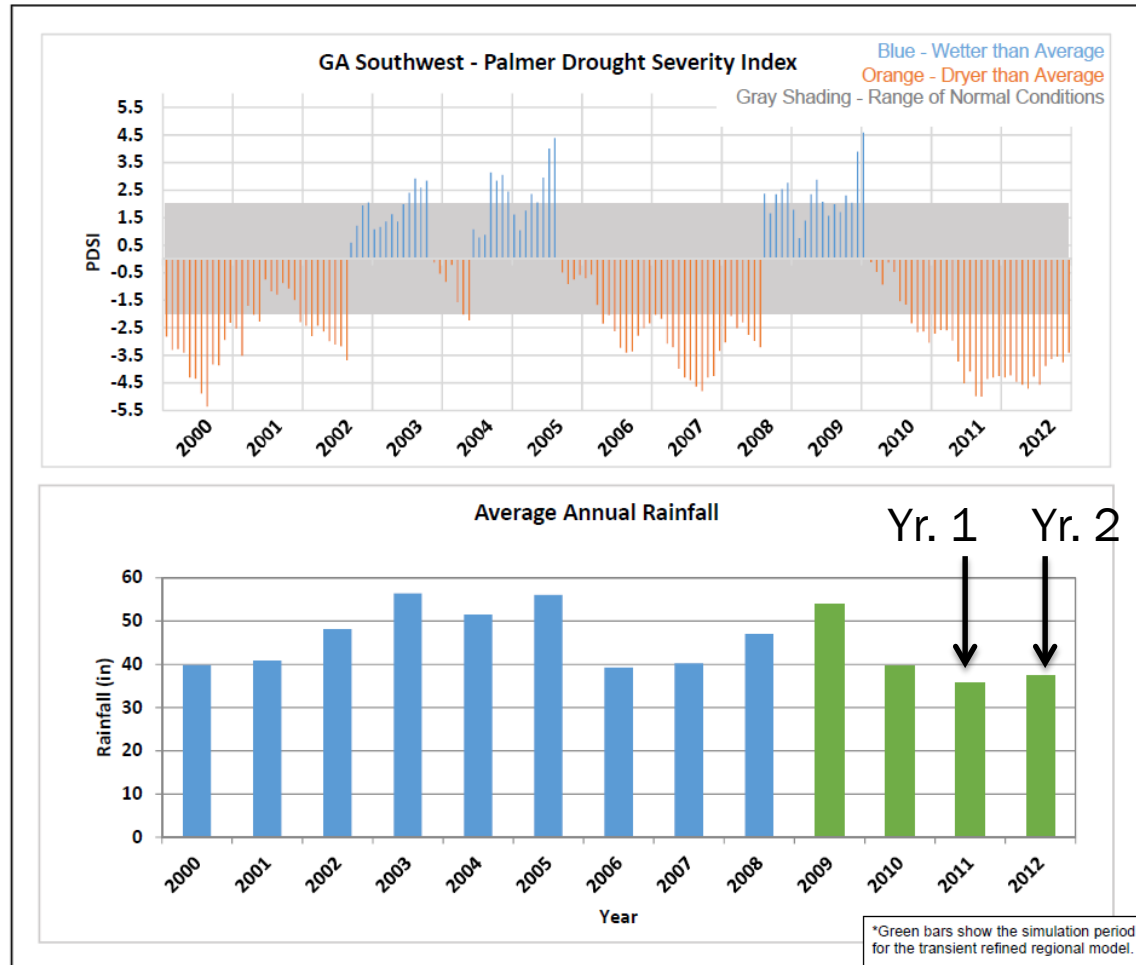 GA Southwest - Palmer Drought Severity Index
Blue - Wetter than Average
Orange - Dryer than Average
Gray Shading - Range of Normal Conditions
5.5
4.5
3.5
2.5
1.5
0.5
-0.5
-1.5
-2.5
-3.5
-4.5
-5.5
PDSI
2000 2001 2002 2003 2004 2005 2006 2007 2008 2009 2010 2011 2012
Average Annual Rainfall
Yr. 1 Yr. 2
60
50
40
30
20
10
0
Rainfall (in)
2000 2001 2002 2003 2004 2005 2006 2007 2008 2009 2010 2011 2012
Year
*Green bars show the simulation period
for the transient refined regional model.